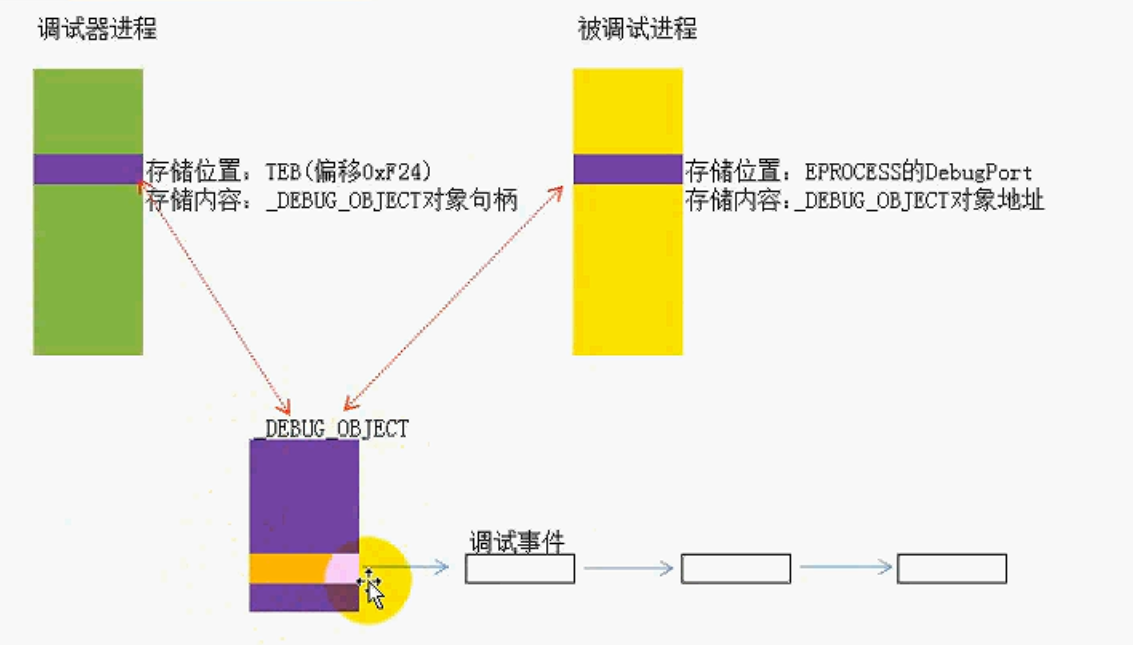 调试器进程
被调试进程
存储位置：TEB(偏移0xF24)
存储内容：_DEBUG_OBJECT对象句柄
存储位置：EPROCESS的DebugPort
存储内容：_DEBUG_OBJECT对象地址
_DEBUG_OBJECT
调试事件